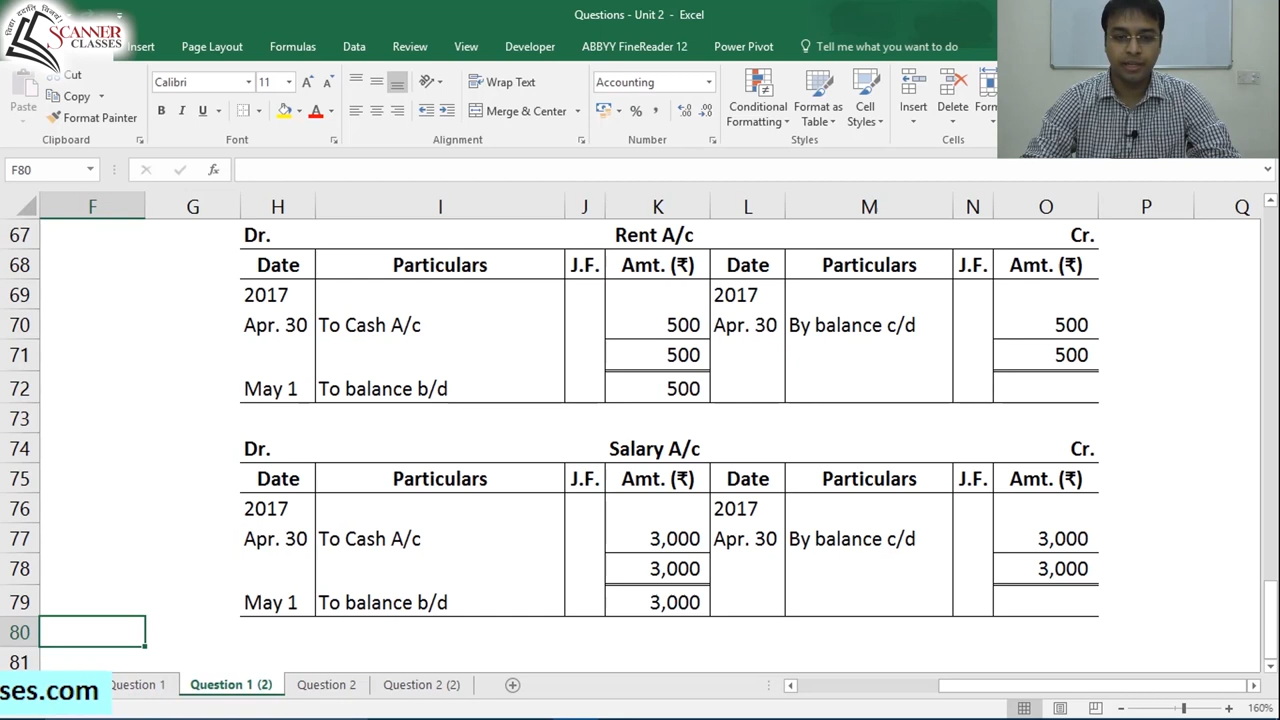 विद्या ददाति विनयं
SCANNER
CLASSES
Questions - Unit 2 - Excel
Insert Page Layout Formulas Data Review View Developer ABBYY FineReader 12 Power Pivot Tell me what you want to do
Paste
Cut
Copy
Format Painter
Clipboard
Calibri 11
B I U
Font
Wrap Text
Merge & Center
Alignment
Accounting
%
Number
Conditional Formatting
Format as Table
Cell Styles
Styles
Insert Delete Form
Cells
F80 fx
F G H I J K L M N O P Q
67 Dr. Rent A/c Cr.
68 Date Particulars J.F. Amt. (₹) Date Particulars J.F. Amt. (₹)
69 2017 2017
70 Apr. 30 To Cash A/c 500 Apr. 30 By balance c/d 500
71 500 500
72 May 1 To balance b/d 500
73
74 Dr. Salary A/c Cr.
75 Date Particulars J.F. Amt. (₹) Date Particulars J.F. Amt. (₹)
76 2017 2017
77 Apr. 30 To Cash A/c 3,000 Apr. 30 By balance c/d 3,000
78 3,000 3,000
79 May 1 To balance b/d 3,000
80
81
ses.com Question 1 Question 1 (2) Question 2 Question 2 (2)
160%